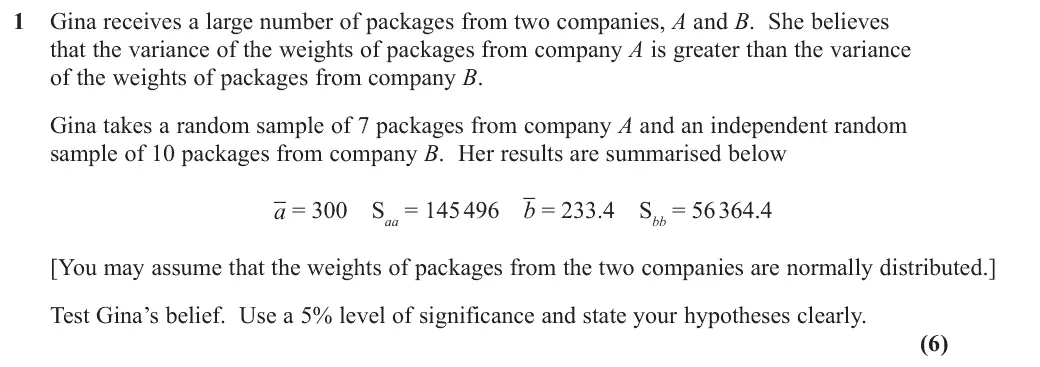 1 Gina receives a large number of packages from two companies, A and B. She believes
that the variance of the weights of packages from company A is greater than the variance
of the weights of packages from company B.
Gina takes a random sample of 7 packages from company A and an independent random
sample of 10 packages from company B. Her results are summarised below
a̅ = 300 S_aa = 145 496 b̅ = 233.4 S_bb = 56 364.4
[You may assume that the weights of packages from the two companies are normally distributed.]
Test Gina’s belief. Use a 5% level of significance and state your hypotheses clearly.
(6)